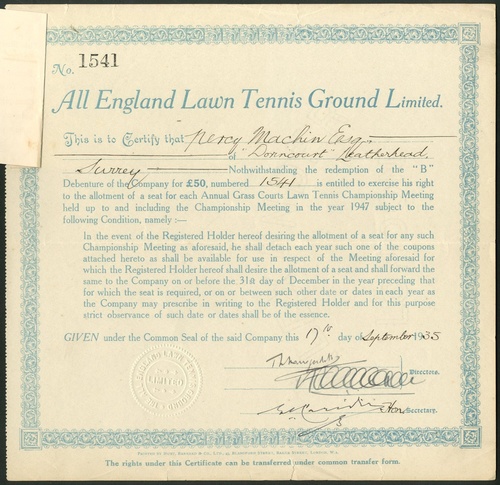 No. 1541
All England Lawn Tennis Ground Limited.
This is to Certify that Percy Machin Esq.
of "Donncourt" Leatherhead,
Surrey Nothwithstanding the redemption of the "B"
Debenture of the Company for £50, numbered 1541 is entitled to exercise his right
to the allotment of a seat for each Annual Grass Courts Lawn Tennis Championship Meeting
held up to and including the Championship Meeting in the year 1947 subject to the
following Condition, namely :—
In the event of the Registered Holder hereof desiring the allotment of a seat for any such
Championship Meeting as aforesaid, he shall detach each year such one of the coupons
attached hereto as shall be available for use in respect of the Meeting aforesaid for
for which the Registered Holder hereof shall desire the allotment of a seat and shall forward the same
to the Company on or before the 31st day of December in the year preceding that
for which the seat is required, or on or between such other date or dates in each year as
the Company may prescribe in writing to the Registered Holder and for this purpose
strict observance of such date or dates shall be of the essence.
GIVEN under the Common Seal of the said Company this 17th day of September 1935
Directors.
Hon Secretary.
The rights under this Certificate can be transferred under common transfer form.